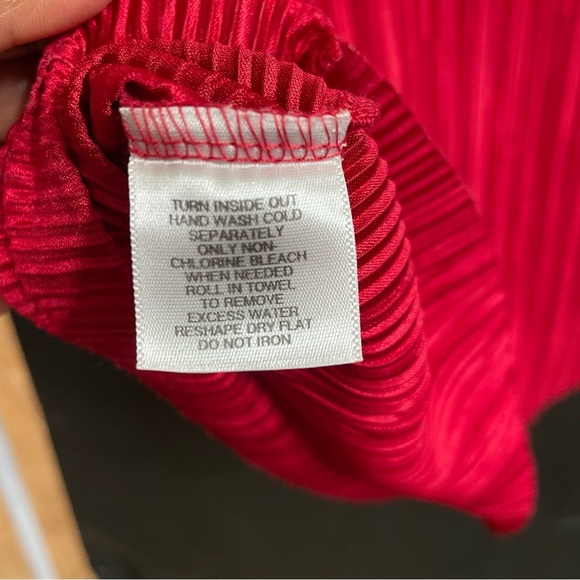 TURN INSIDE OUT
HAND WASH COLD
SEPARATELY
ONLY NON-
CHLORINE BLEACH
WHEN NEEDED
ROLL IN TOWEL
TO REMOVE
EXCESS WATER
RESHAPE DRY FLAT
DO NOT IRON